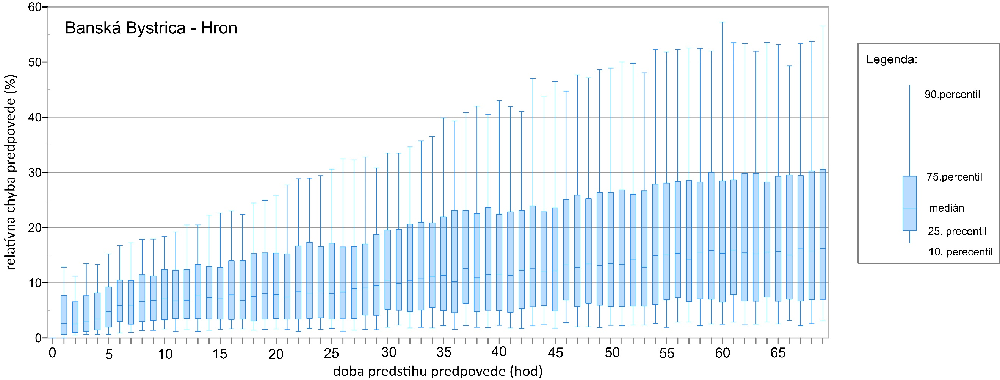 Banská Bystrica - Hron
relatívna chyba predpovede (%)
60
50
40
30
20
10
0
0 5 10 15 20 25 30 35 40 45 50 55 60 65
doba predstihu predpovede (hod)
Legenda:
90.percentil
75.percentil
medián
25. precentil
10. perecentil